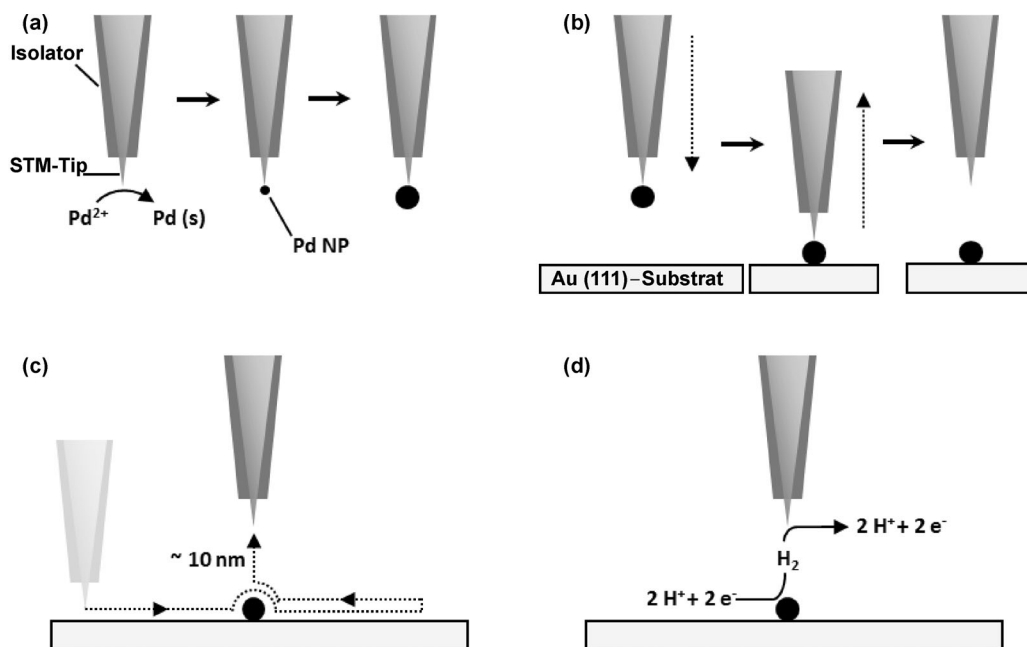 (a)
Isolator
STM-Tip
Pd²⁺ Pd (s)
Pd NP
(b)
Au (111)–Substrat
(c)
~ 10 nm
(d)
2 H⁺ + 2 e⁻
H₂
2 H⁺ + 2 e⁻